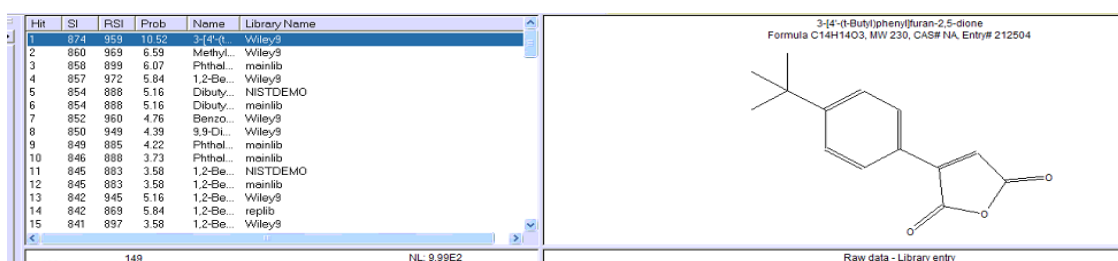 Hit SI RSI Prob Name Library Name
1 874 959 10.52 3-[4'-(t... Wiley9
2 860 969 6.59 Methyl... Wiley9
3 858 899 6.07 Phthal... mainlib
4 857 972 5.84 1,2-Be... Wiley9
5 854 888 5.16 Dibuty... NISTDEMO
6 854 888 5.16 Dibuty... mainlib
7 852 960 4.76 Benzo... Wiley9
8 850 949 4.39 9,9-Di... Wiley9
9 849 885 4.22 Phthal... mainlib
10 846 888 3.73 Phthal... mainlib
11 845 883 3.58 1,2-Be... NISTDEMO
12 845 883 3.58 1,2-Be... mainlib
13 842 945 5.16 1,2-Be... Wiley9
14 842 869 5.84 1,2-Be... replib
15 841 897 3.58 1,2-Be... Wiley9
149 NL: 9.99E2
3-[4'-(t-Butyl)phenyl]furan-2,5-dione
Formula C14H14O3, MW 230, CAS# NA, Entry# 212504
O
O
O
Raw data - Library entry